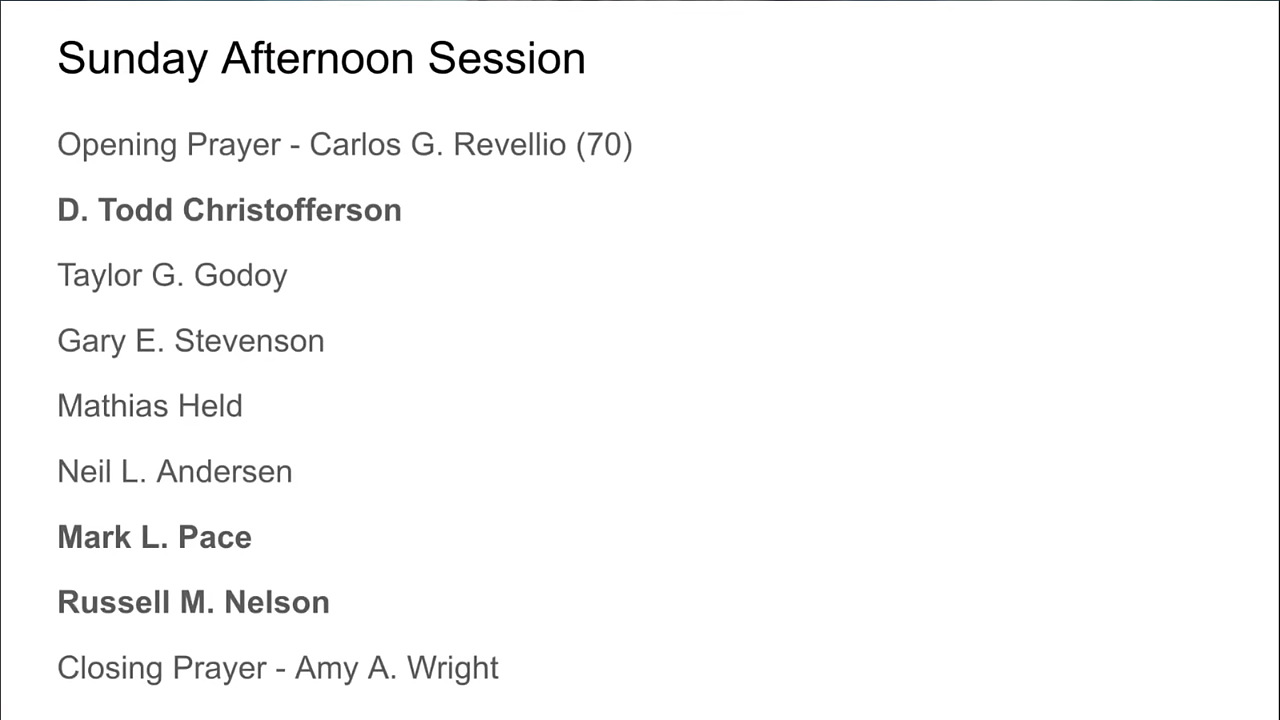 Sunday Afternoon Session
Opening Prayer - Carlos G. Revellio (70)
D. Todd Christofferson
Taylor G. Godoy
Gary E. Stevenson
Mathias Held
Neil L. Andersen
Mark L. Pace
Russell M. Nelson
Closing Prayer - Amy A. Wright